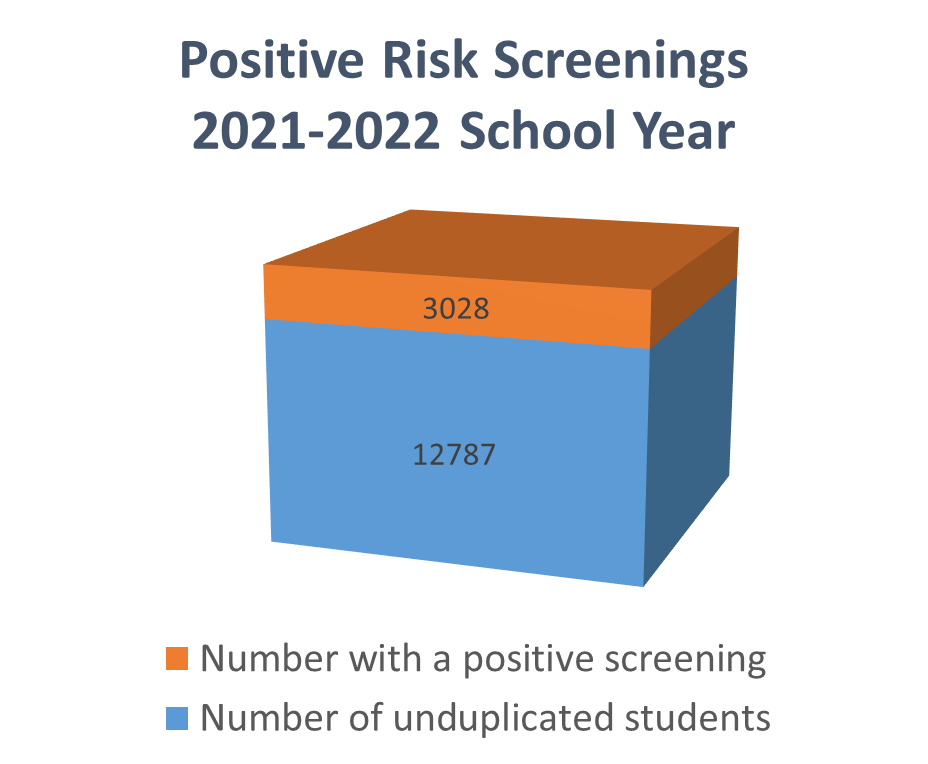 Positive Risk Screenings
2021-2022 School Year
3028
12787
Number with a positive screening
Number of unduplicated students